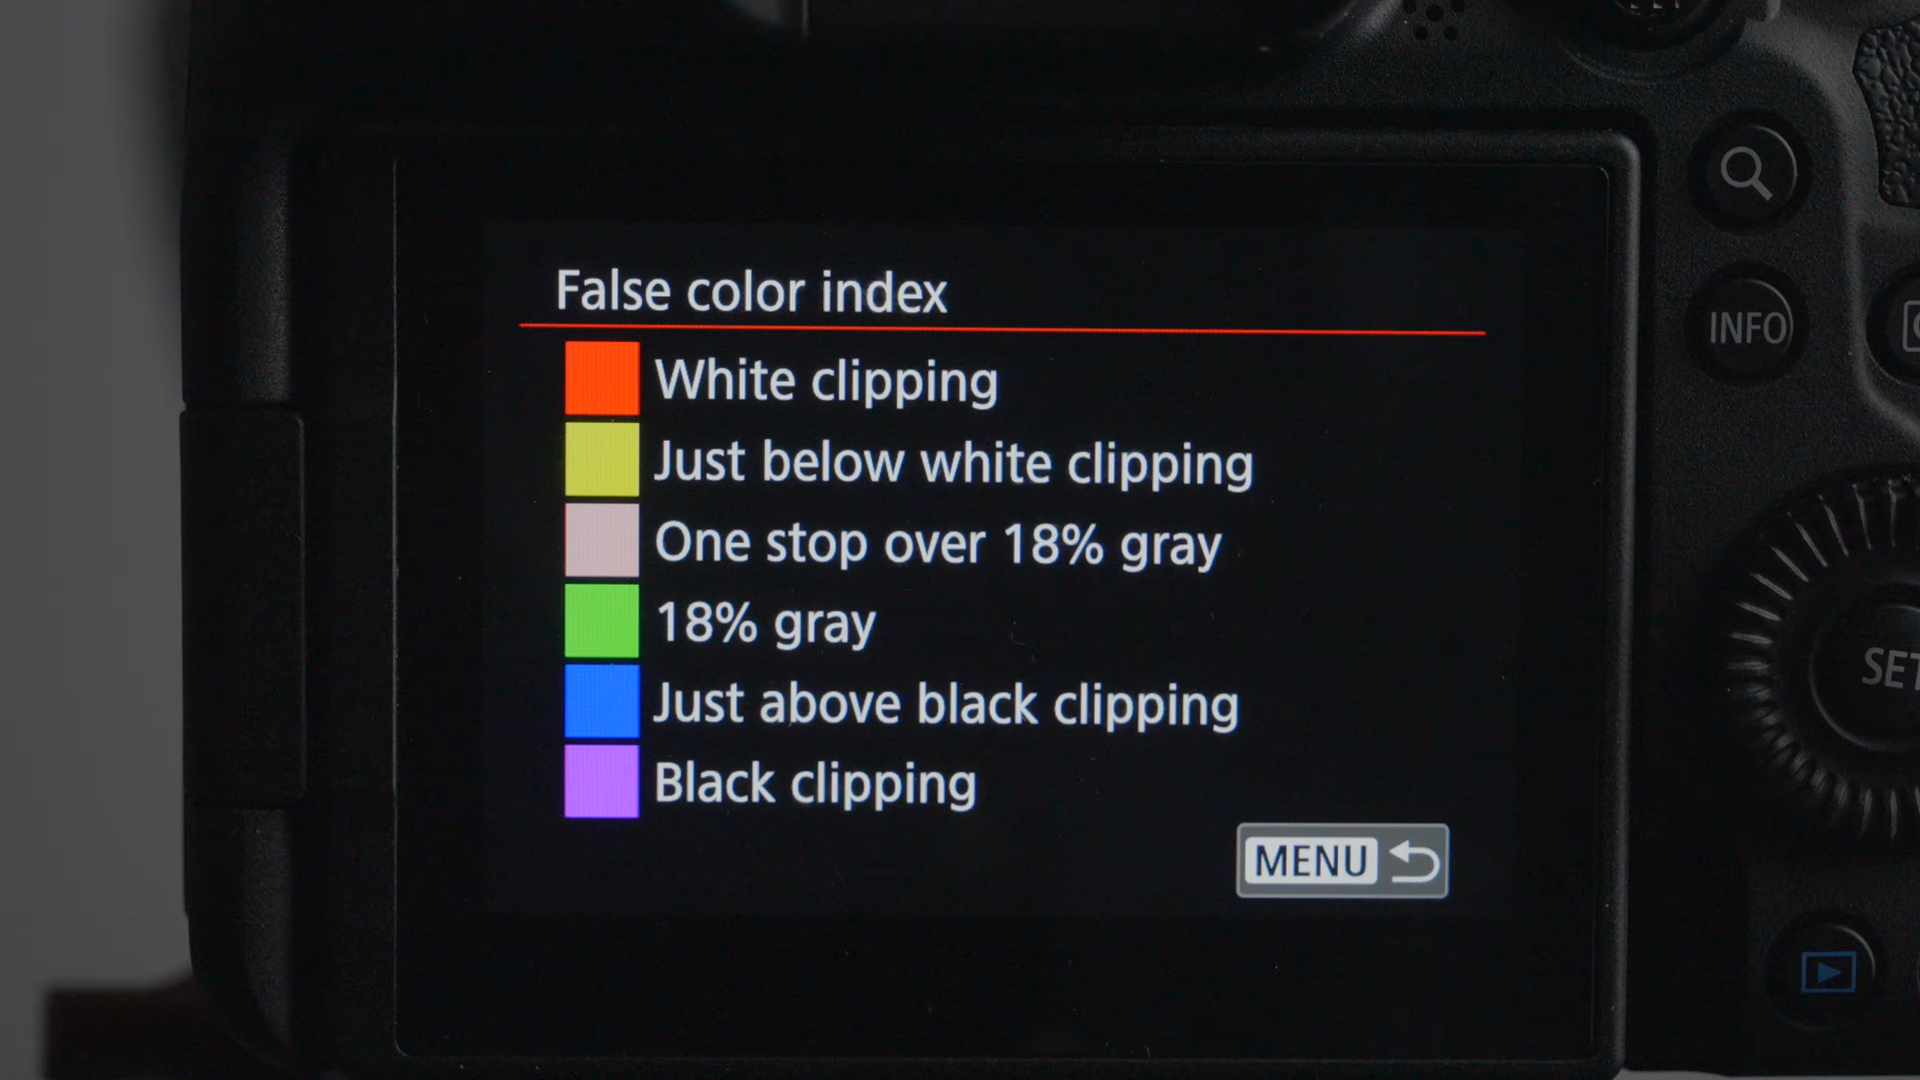 False color index
White clipping
Just below white clipping
One stop over 18% gray
18% gray
Just above black clipping
Black clipping
MENU
INFO
SET